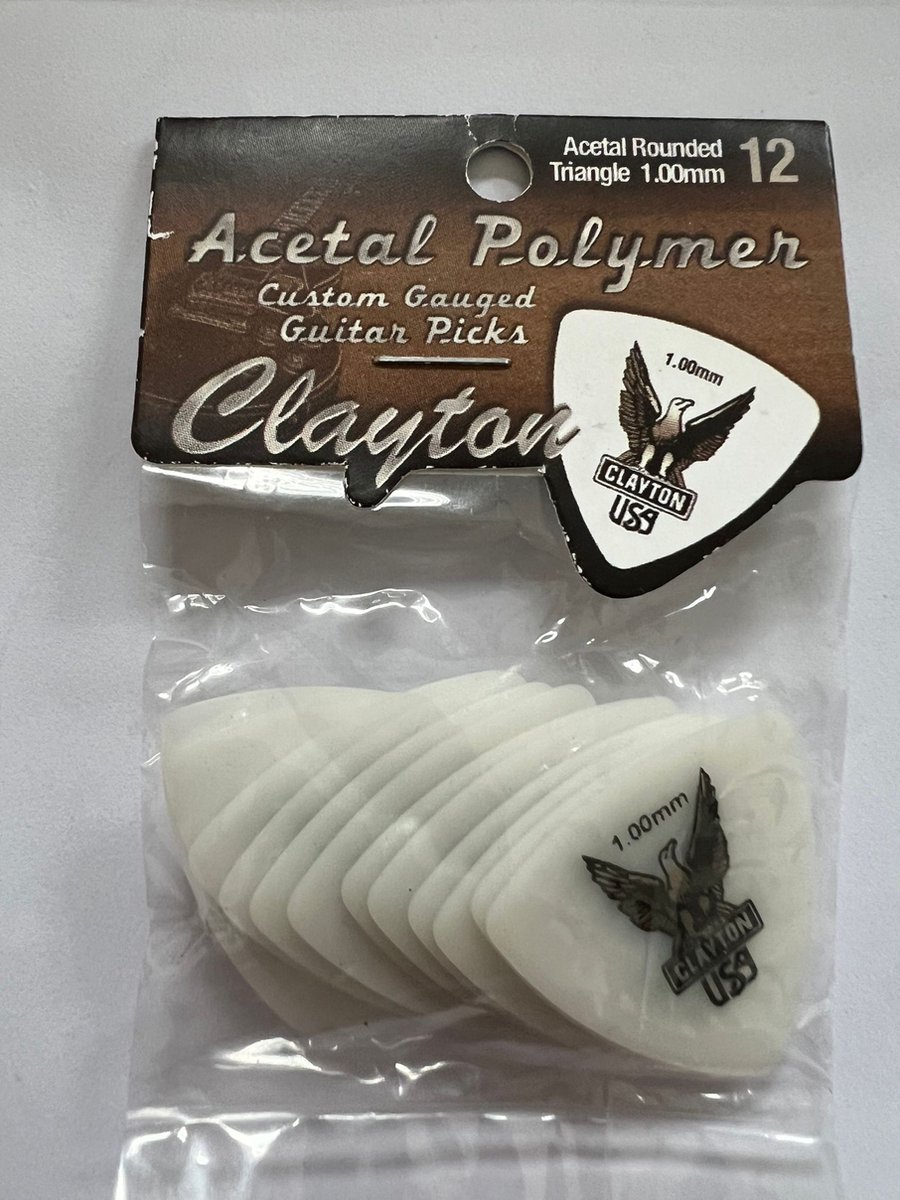 Acetal Rounded
Triangle 1.00mm
12
Acetal Polymer
Custom Gauged
Guitar Picks
Clayton
1.00mm
CLAYTON
USA
1.00mm
CLAYTON
USA